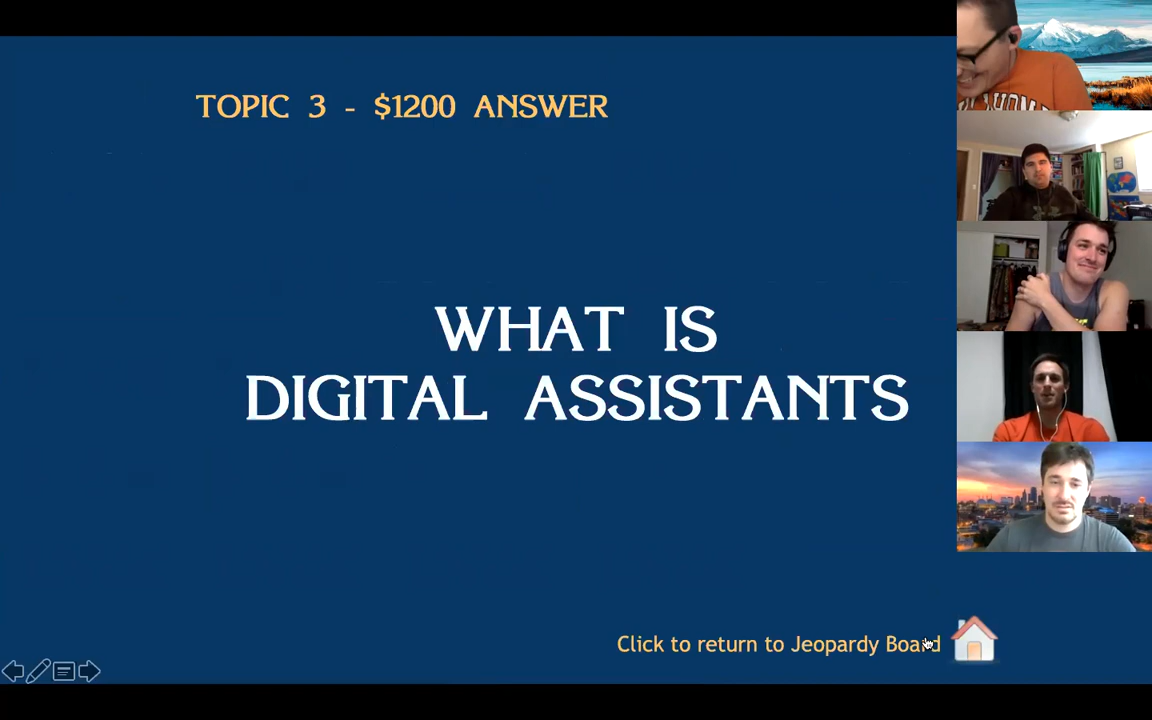 TOPIC 3 - $1200 ANSWER
WHAT IS
DIGITAL ASSISTANTS
Click to return to Jeopardy Board